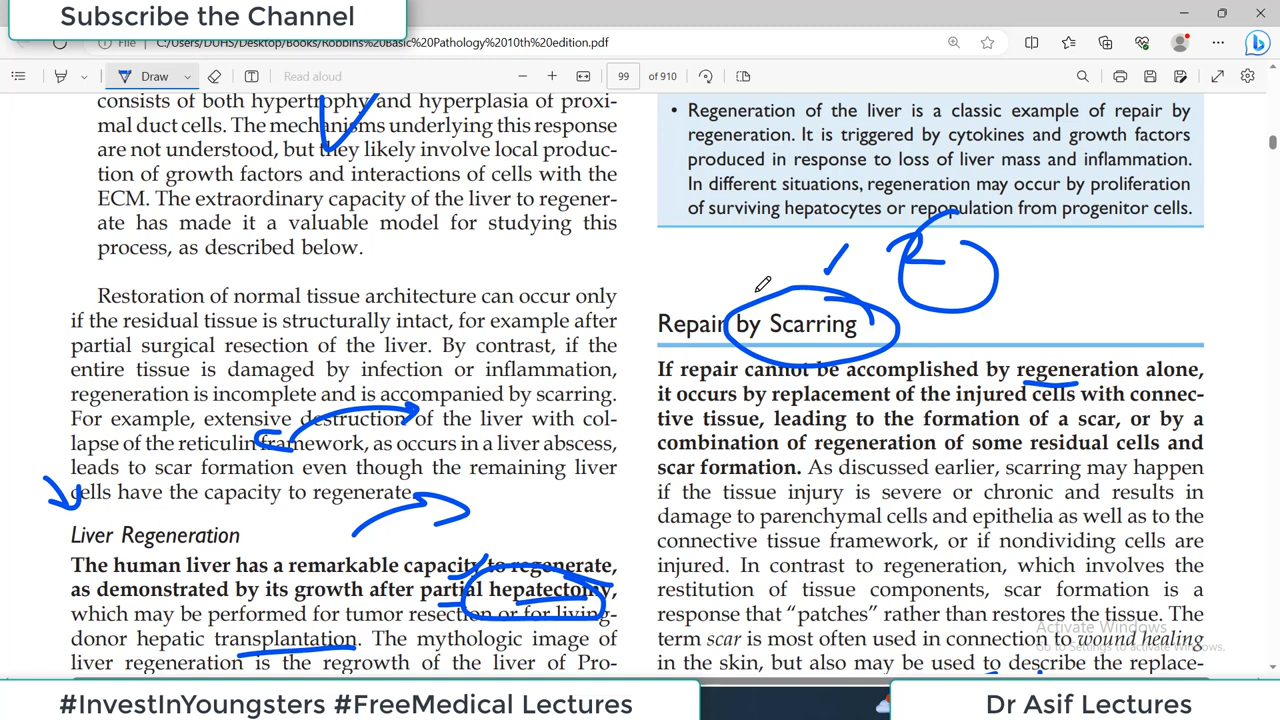 Subscribe the Channel
File
C:/Users/DUHS/Desktop/Books/Robbins%20Basic%20Pathology%2010th%20edition.pdf
Draw
Read aloud
99 of 910
consists of both hypertrophy and hyperplasia of proxi-
mal duct cells. The mechanisms underlying this response
are not understood, but they likely involve local produc-
tion of growth factors and interactions of cells with the
ECM. The extraordinary capacity of the liver to regener-
ate has made it a valuable model for studying this
process, as described below.
Restoration of normal tissue architecture can occur only
if the residual tissue is structurally intact, for example after
partial surgical resection of the liver. By contrast, if the
entire tissue is damaged by infection or inflammation,
regeneration is incomplete and is accompanied by scarring.
For example, extensive destruction of the liver with col-
lapse of the reticulin framework, as occurs in a liver abscess,
leads to scar formation even though the remaining liver
cells have the capacity to regenerate.
Liver Regeneration
The human liver has a remarkable capacity to regenerate,
as demonstrated by its growth after partial hepatectomy,
which may be performed for tumor resection or for living-
donor hepatic transplantation. The mythologic image of
liver regeneration is the regrowth of the liver of Pro-
• Regeneration of the liver is a classic example of repair by
regeneration. It is triggered by cytokines and growth factors
produced in response to loss of liver mass and inflammation.
In different situations, regeneration may occur by proliferation
of surviving hepatocytes or repopulation from progenitor cells.
Repair by Scarring
If repair cannot be accomplished by regeneration alone,
it occurs by replacement of the injured cells with connec-
tive tissue, leading to the formation of a scar, or by a
combination of regeneration of some residual cells and
scar formation. As discussed earlier, scarring may happen
if the tissue injury is severe or chronic and results in
damage to parenchymal cells and epithelia as well as to the
connective tissue framework, or if nondividing cells are
injured. In contrast to regeneration, which involves the
restitution of tissue components, scar formation is a
response that “patches” rather than restores the tissue. The
term scar is most often used in connection to wound healing
in the skin, but also may be used to describe the replace-
Activate Windows
Go to Settings to activate Windows.
#InvestInYoungsters #FreeMedical Lectures
Dr Asif Lectures